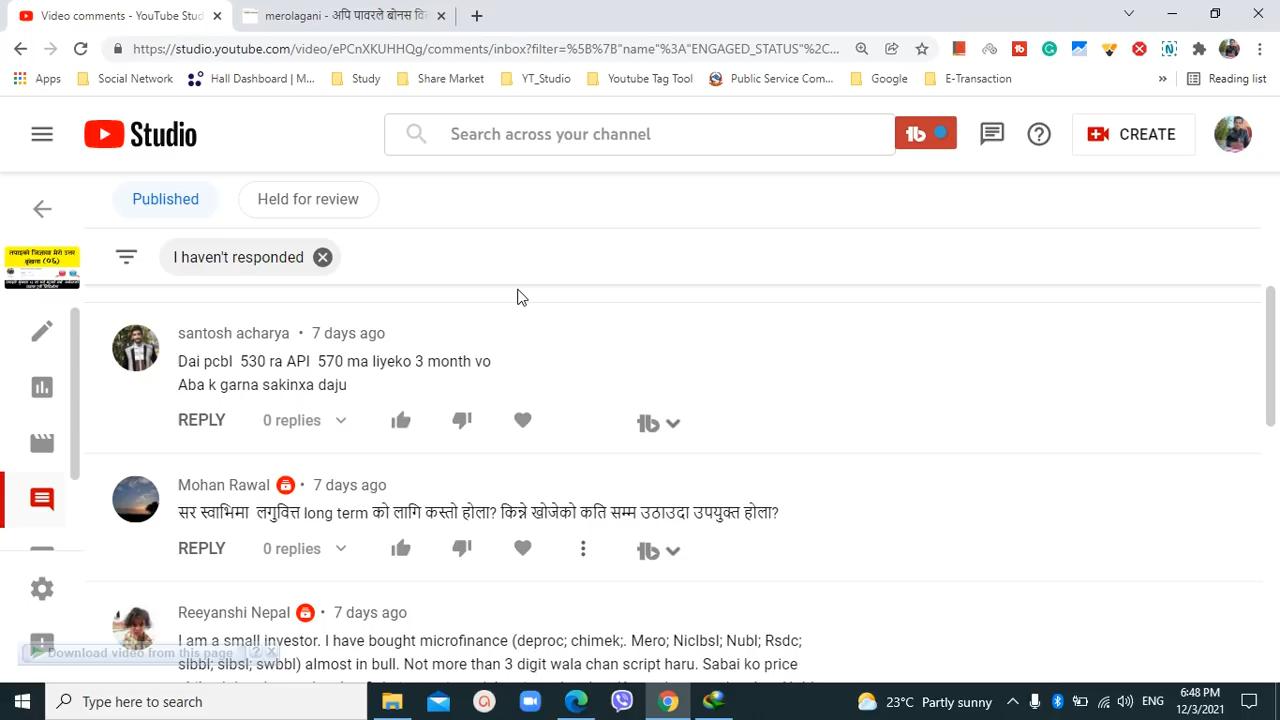 Video comments - YouTube Stud
merolagani - अपि पावरले बोनस वि
https://studio.youtube.com/video/ePCnXKUHHQg/comments/inbox?filter=%5B%7B"name"%3A"ENGAGED_STATUS"%2C...
Apps
Social Network
Hall Dashboard | M...
Study
Share Market
YT_Studio
Youtube Tag Tool
Public Service Com...
Google
E-Transaction
»
Reading list
Studio
Search across your channel
CREATE
Published
Held for review
तपाइको जिज्ञासा मेरो उत्तर
I haven't responded
santosh acharya • 7 days ago
Dai pcbl 530 ra API 570 ma liyeko 3 month vo
Aba k garna sakinxa daju
REPLY 0 replies
Mohan Rawal • 7 days ago
सर स्वाभिमा लगुवित्त long term को लागि कस्तो होला? किन्ने खोजेको कति सम्म उठाउदा उपयुक्त होला?
REPLY 0 replies
Reeyanshi Nepal • 7 days ago
I am a small investor. I have bought microfinance (deproc; chimek;. Mero; Niclbsl; Nubl; Rsdc;
slbbl; slbsl; swbbl) almost in bull. Not more than 3 digit wala chan script haru. Sabai ko price
Download video from this page ? x
Type here to search
23°C Partly sunny
ENG
6:48 PM
12/3/2021